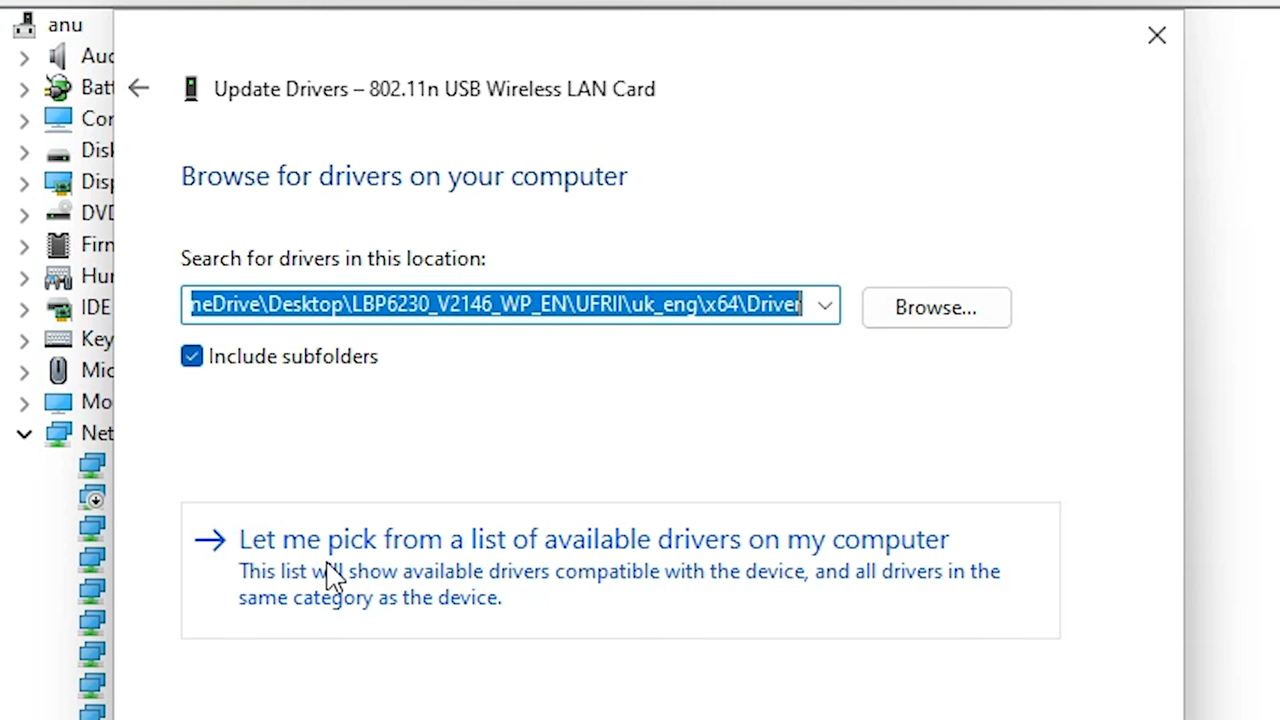 anu
Update Drivers – 802.11n USB Wireless LAN Card
Aud
Batt
Cor
Disk
Disp
DVD
Firn
Hur
IDE
Key
Mic
Mo
Net
Browse for drivers on your computer
Search for drivers in this location:
neDrive\Desktop\LBP6230_V2146_WP_EN\UFRII\uk_eng\x64\Driver
Browse...
Include subfolders
Let me pick from a list of available drivers on my computer
This list will show available drivers compatible with the device, and all drivers in the
same category as the device.